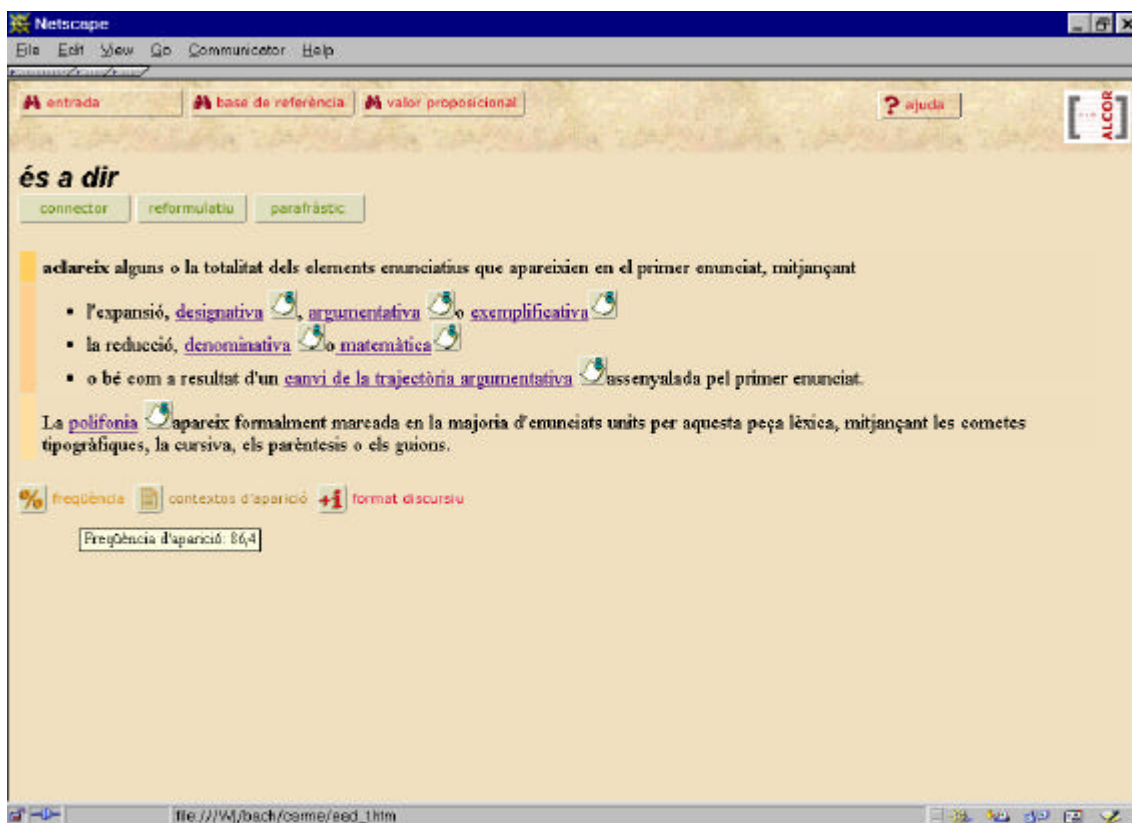 Netscape
File Edit View Go Communicator Help
entrada base de referència valor proposicional ? ajuda
ALCOR
és a dir
connector reformulatiu parafràstic
aclareix alguns o la totalitat dels elements enunciatius que apareixien en el primer enunciat, mitjançant
• l'expansió, designativa , argumentativa o exemplificativa
• la reducció, denominativa o matemàtica
• o bé com a resultat d'un canvi de la trajectòria argumentativa assenyalada pel primer enunciat.
La polifonia apareix formalment marcada en la majoria d'enunciats units per aquesta peça lèxica, mitjançant les cometes
tipogràfiques, la cursiva, els parèntesis o els guions.
% freqüència contextos d'aparició +i format discursiu
Freqüència d'aparició: 86,4
file:///W|/bach/carme/eed_1.htm